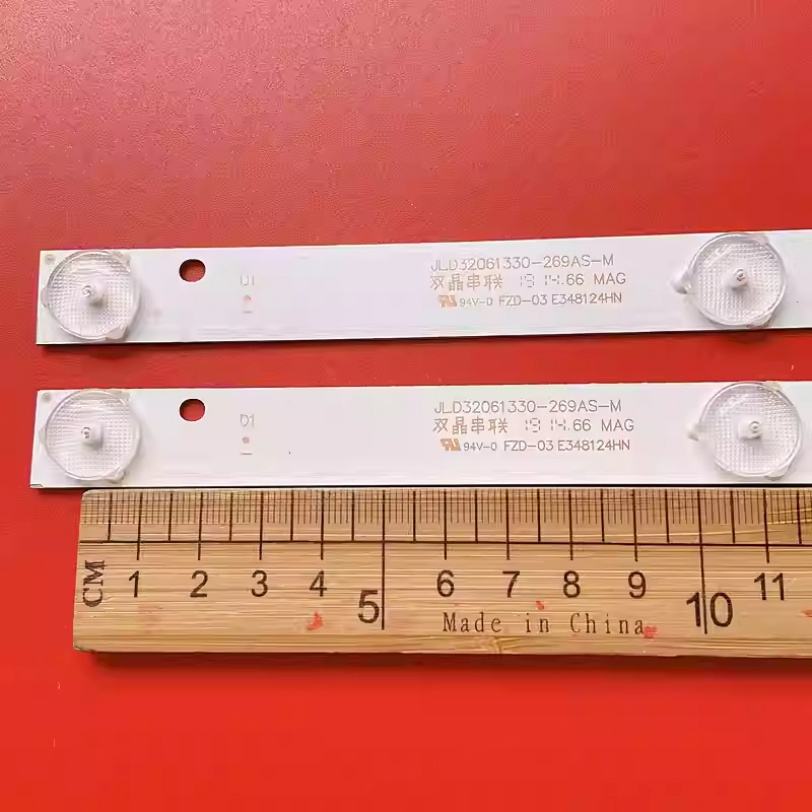 D1
JLD32061330-269AS-M
双晶串联 19 14.66 MAG
94V-0 FZD-03 E348124HN
D1
JLD32061330-269AS-M
双晶串联 19 14.66 MAG
94V-0 FZD-03 E348124HN
CM 1 2 3 4 5 6 7 8 9 10 11
Made in China